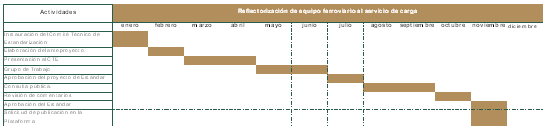 Actividades
Reflectorización de equipo ferroviario al servicio de carga
enero febrero marzo abril mayo junio julio agosto septiembre octubre noviembre diciembre
Instauración del Comité Técnico de
Estandarización
Elaboración del anteproyecto
Presentación al CTE
Grupo de Trabajo
Aprobación del proyecto de Estándar
Consulta pública
Revisión de comentarios
Aprobación del Estándar
Solicitud de publicación en la
Plataforma